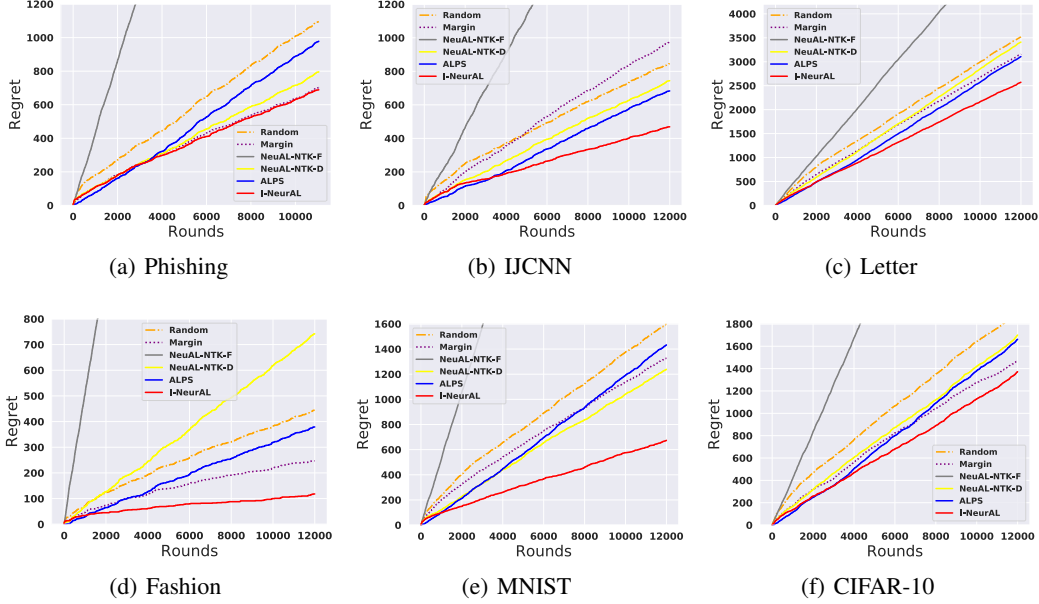 1200
1000
800
600
400
200
0
Regret
Random
Margin
NeuAL-NTK-F
NeuAL-NTK-D
ALPS
I-NeurAL
0 2000 4000 6000 8000 10000
Rounds
(a) Phishing
1200
1000
800
600
400
200
0
Regret
Random
Margin
NeuAL-NTK-F
NeuAL-NTK-D
ALPS
I-NeurAL
0 2000 4000 6000 8000 10000 12000
Rounds
(b) IJCNN
4000
3500
3000
2500
2000
1500
1000
500
0
Regret
Random
Margin
NeuAL-NTK-F
NeuAL-NTK-D
ALPS
I-NeurAL
0 2000 4000 6000 8000 10000 12000
Rounds
(c) Letter
800
700
600
500
400
300
200
100
0
Regret
Random
Margin
NeuAL-NTK-F
NeuAL-NTK-D
ALPS
I-NeurAL
0 2000 4000 6000 8000 10000 12000
Rounds
(d) Fashion
1600
1400
1200
1000
800
600
400
200
0
Regret
Random
Margin
NeuAL-NTK-F
NeuAL-NTK-D
ALPS
I-NeurAL
0 2000 4000 6000 8000 10000 12000
Rounds
(e) MNIST
1800
1600
1400
1200
1000
800
600
400
200
0
Regret
Random
Margin
NeuAL-NTK-F
NeuAL-NTK-D
ALPS
I-NeurAL
0 2000 4000 6000 8000 10000 12000
Rounds
(f) CIFAR-10